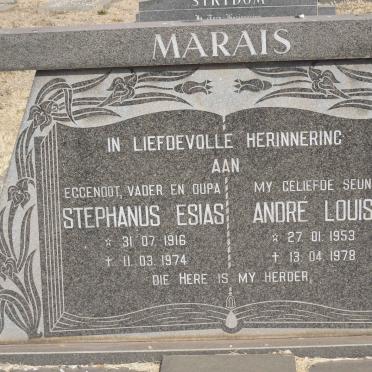 STRYDOM
MARAIS
IN LIEFDEVOLLE HERINNERING
AAN
EGGENOOT, VADER EN OUPA
STEPHANUS ESIAS
☆ 31 07 1916
† 11 03 1974
MY GELIEFDE SEUN
ANDRE LOUIS
☆ 27 01 1953
† 13 04 1978
DIE HERE IS MY HERDER.